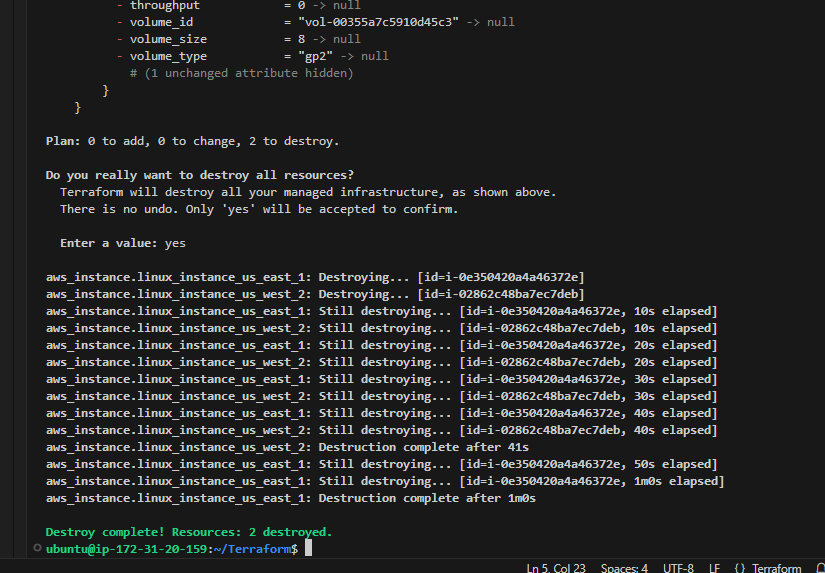 - throughput = 0 -> null
- volume_id = "vol-00355a7c5910d45c3" -> null
- volume_size = 8 -> null
- volume_type = "gp2" -> null
# (1 unchanged attribute hidden)
}
}
Plan: 0 to add, 0 to change, 2 to destroy.
Do you really want to destroy all resources?
Terraform will destroy all your managed infrastructure, as shown above.
There is no undo. Only 'yes' will be accepted to confirm.
Enter a value: yes
aws_instance.linux_instance_us_east_1: Destroying... [id=i-0e350420a4a46372e]
aws_instance.linux_instance_us_west_2: Destroying... [id=i-02862c48ba7ec7deb]
aws_instance.linux_instance_us_east_1: Still destroying... [id=i-0e350420a4a46372e, 10s elapsed]
aws_instance.linux_instance_us_west_2: Still destroying... [id=i-02862c48ba7ec7deb, 10s elapsed]
aws_instance.linux_instance_us_east_1: Still destroying... [id=i-0e350420a4a46372e, 20s elapsed]
aws_instance.linux_instance_us_west_2: Still destroying... [id=i-02862c48ba7ec7deb, 20s elapsed]
aws_instance.linux_instance_us_east_1: Still destroying... [id=i-0e350420a4a46372e, 30s elapsed]
aws_instance.linux_instance_us_west_2: Still destroying... [id=i-02862c48ba7ec7deb, 30s elapsed]
aws_instance.linux_instance_us_east_1: Still destroying... [id=i-0e350420a4a46372e, 40s elapsed]
aws_instance.linux_instance_us_west_2: Still destroying... [id=i-02862c48ba7ec7deb, 40s elapsed]
aws_instance.linux_instance_us_west_2: Destruction complete after 41s
aws_instance.linux_instance_us_east_1: Still destroying... [id=i-0e350420a4a46372e, 50s elapsed]
aws_instance.linux_instance_us_east_1: Still destroying... [id=i-0e350420a4a46372e, 1m0s elapsed]
aws_instance.linux_instance_us_east_1: Destruction complete after 1m0s
Destroy complete! Resources: 2 destroyed.
ubuntu@ip-172-31-20-159:~/Terraform$
Ln 5, Col 23 Spaces: 4 UTF-8 LF {} Terraform